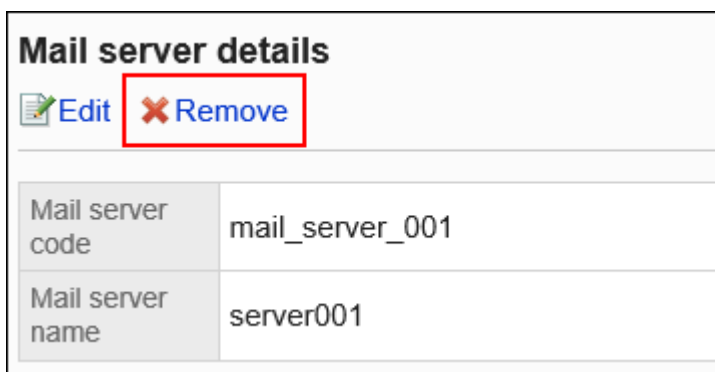 Mail server details
Edit Remove
Mail server
code
mail_server_001
Mail server
name
server001